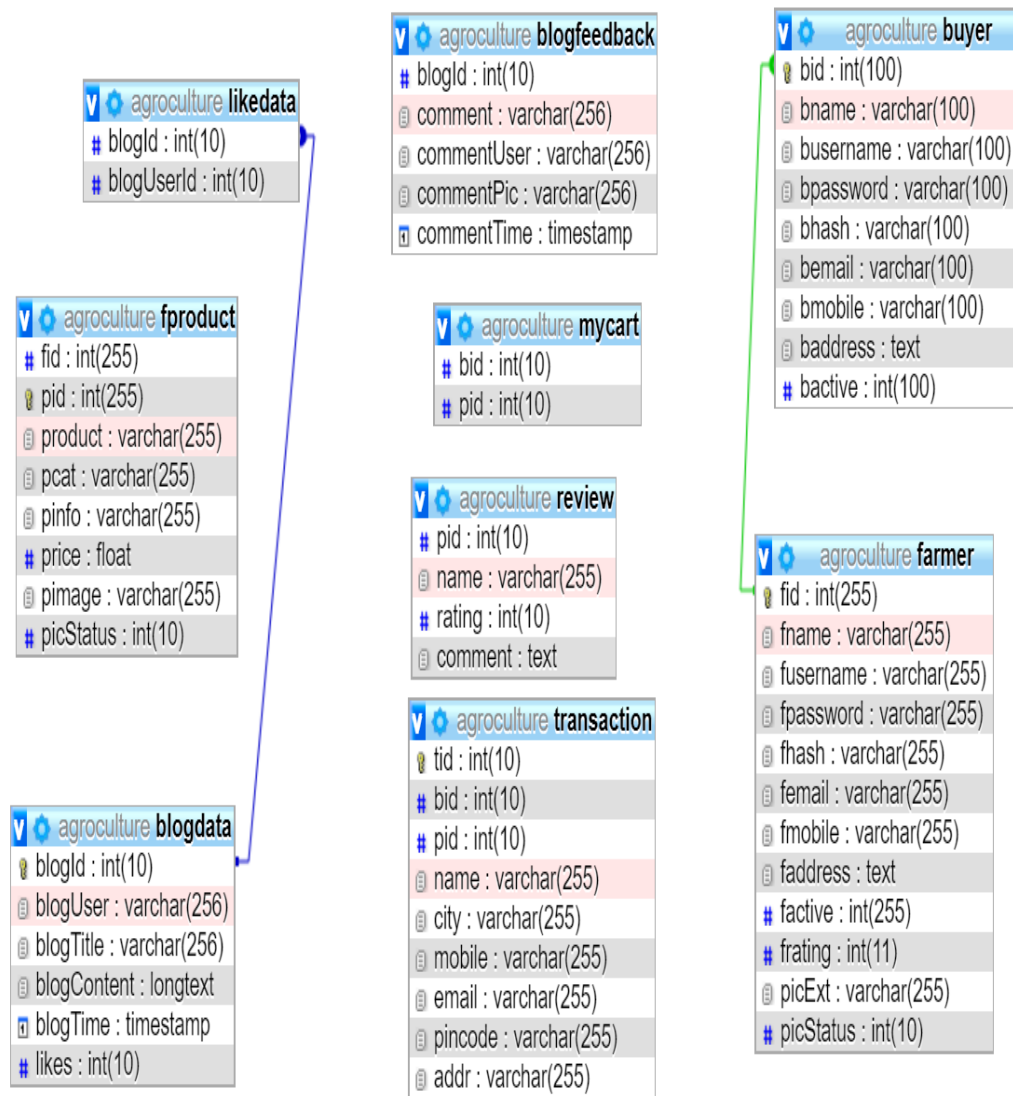 agroculture likedata
blogId : int(10)
blogUserId : int(10)
agroculture fproduct
fid : int(255)
pid : int(255)
product : varchar(255)
pcat : varchar(255)
pinfo : varchar(255)
price : float
pimage : varchar(255)
picStatus : int(10)
agroculture blogdata
blogId : int(10)
blogUser : varchar(256)
blogTitle : varchar(256)
blogContent : longtext
blogTime : timestamp
likes : int(10)
agroculture blogfeedback
blogId : int(10)
comment : varchar(256)
commentUser : varchar(256)
commentPic : varchar(256)
commentTime : timestamp
agroculture mycart
bid : int(10)
pid : int(10)
agroculture review
pid : int(10)
name : varchar(255)
rating : int(10)
comment : text
agroculture transaction
tid : int(10)
bid : int(10)
pid : int(10)
name : varchar(255)
city : varchar(255)
mobile : varchar(255)
email : varchar(255)
pincode : varchar(255)
addr : varchar(255)
agroculture buyer
bid : int(100)
bname : varchar(100)
busername : varchar(100)
bpassword : varchar(100)
bhash : varchar(100)
bemail : varchar(100)
bmobile : varchar(100)
baddress : text
bactive : int(100)
agroculture farmer
fid : int(255)
fname : varchar(255)
fusername : varchar(255)
fpassword : varchar(255)
fhash : varchar(255)
femail : varchar(255)
fmobile : varchar(255)
faddress : text
factive : int(255)
frating : int(11)
picExt : varchar(255)
picStatus : int(10)